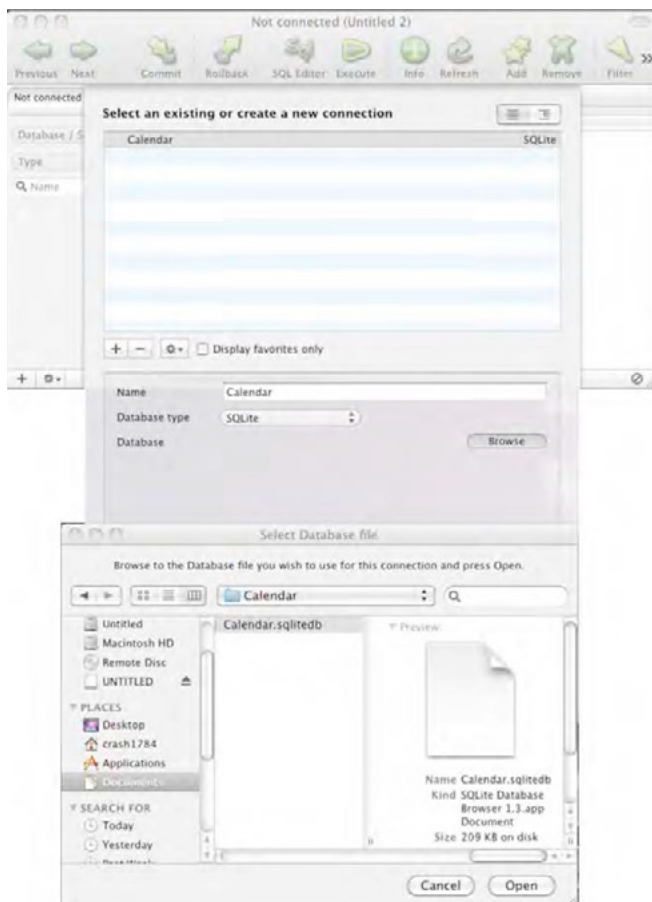 Not connected (Untitled 2)
Previous Next Commit Rollback SQL Editor Execute Info Refresh Add Remove Filter
Not connected
Select an existing or create a new connection
Database / S
Calendar SQLite
Type
Name
+ − Display favorites only
+
Name Calendar
Database type SQLite
Database Browse
Select Database file
Browse to the Database file you wish to use for this connection and press Open.
Calendar
Untitled
Macintosh HD
Remote Disc
UNTITLED
PLACES
Desktop
crash1784
Applications
Documents
SEARCH FOR
Today
Yesterday
Past Week
Calendar.sqlitedb
Preview:
Name Calendar.sqlitedb
Kind SQLite Database
Browser 1.3.app
Document
Size 209 KB on disk
Cancel Open